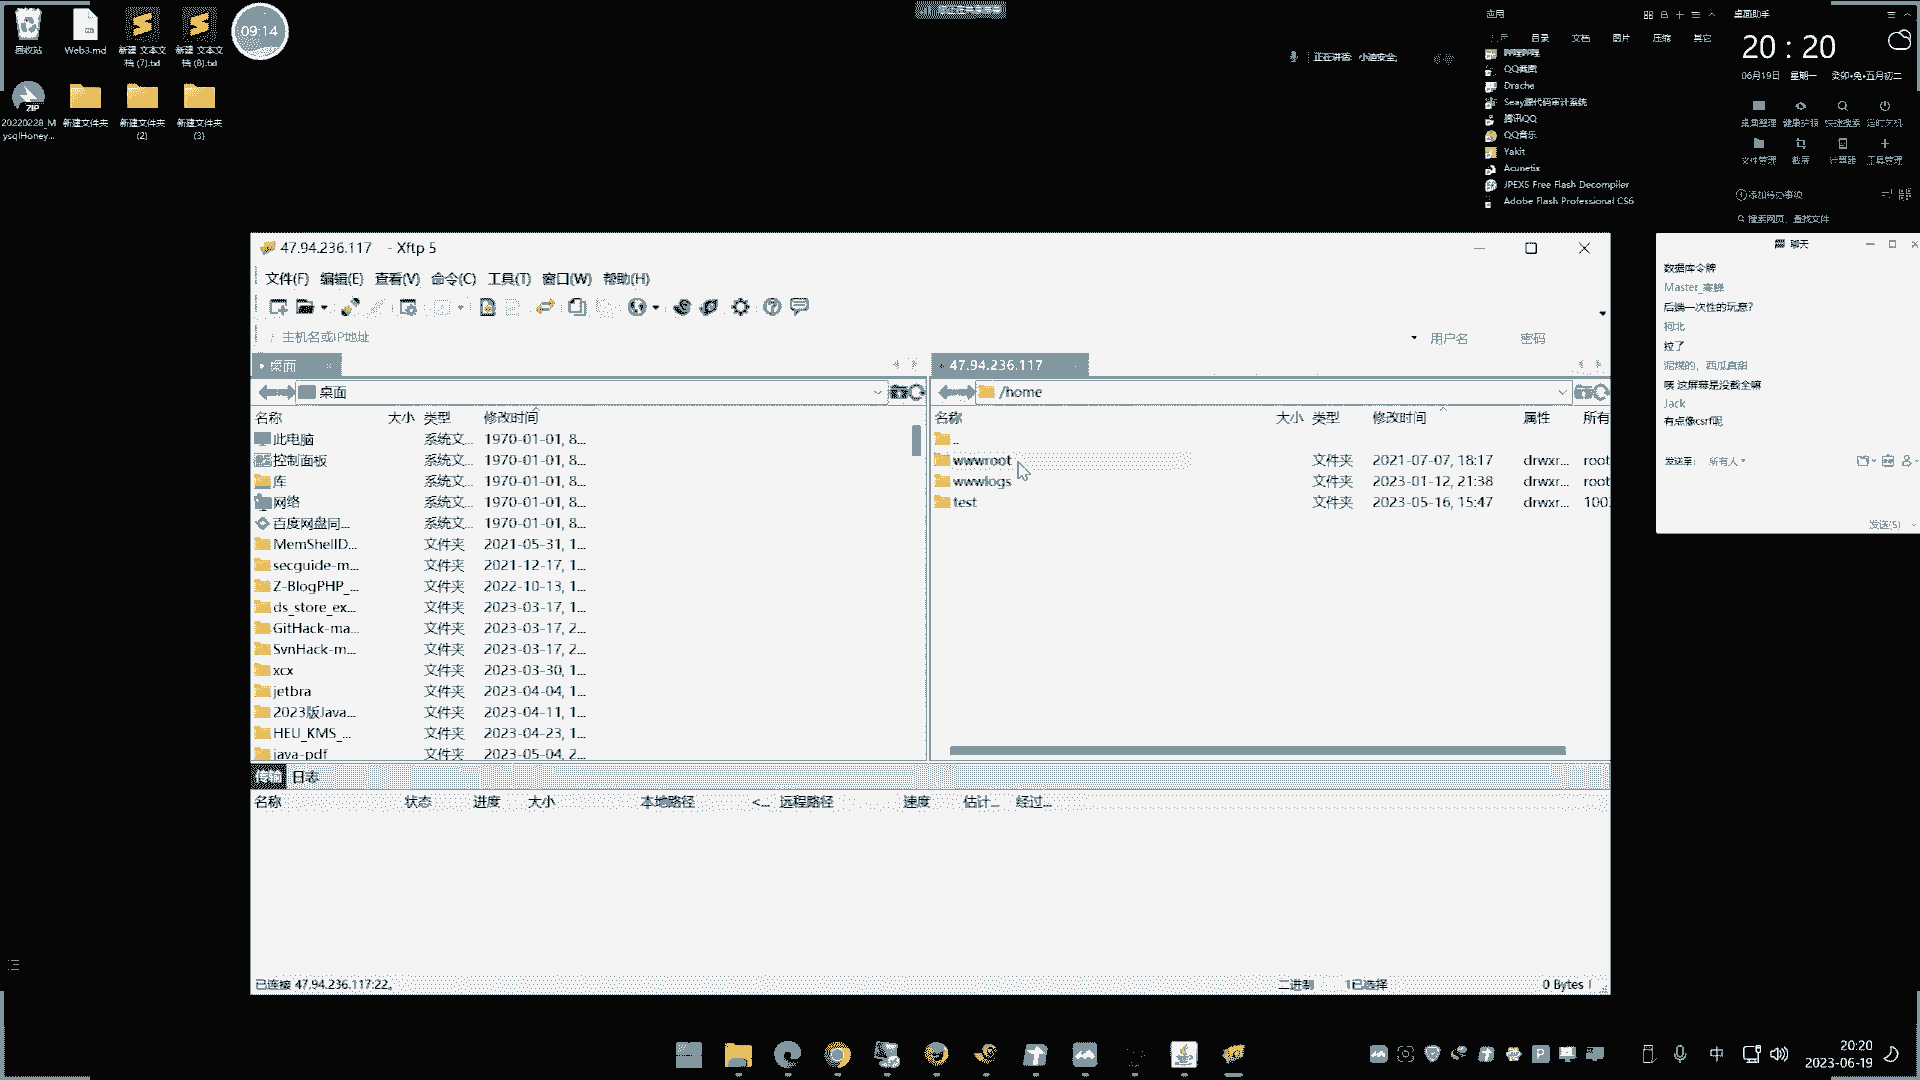 回收站
Web3.md
新建 文本文档 (7).txt
新建 文本文档 (8).txt
09:14
20220228_MysqlHoney...
新建文件夹
新建文件夹 (2)
新建文件夹 (3)
正在讲话: 小迪安全;
应用
目录
文档
图片
压缩
其它
Drache
Seay源代码审计系统
腾讯QQ
QQ音乐
Yakit
Acunetix
JPEXS Free Flash Decompiler
Adobe Flash Professional CS6
桌面助手
20 : 20
06月19日 星期一 癸卯•兔•五月初二
桌面整理 健康护眼 快速搜索 定时关机
文件管理 截屏 计算器 工具管理
添加待办事项
搜索网页、查找文件
47.94.236.117 - Xftp 5
文件(F) 编辑(E) 查看(V) 命令(C) 工具(T) 窗口(W) 帮助(H)
主机名或IP地址
用户名
密码
桌面
47.94.236.117
桌面
/home
名称 大小 类型 修改时间
此电脑 系统文... 1970-01-01, 8...
控制面板 系统文... 1970-01-01, 8...
库 系统文... 1970-01-01, 8...
网络 系统文... 1970-01-01, 8...
百度网盘同... 系统文... 1970-01-01, 8...
MemShellD... 文件夹 2021-05-31, 1...
secguide-m... 文件夹 2021-12-17, 1...
Z-BlogPHP_... 文件夹 2022-10-13, 1...
ds_store_ex... 文件夹 2023-03-17, 1...
GitHack-ma... 文件夹 2023-03-17, 2...
SvnHack-m... 文件夹 2023-03-17, 2...
xcx 文件夹 2023-03-30, 1...
jetbra 文件夹 2023-04-04, 1...
2023版Java... 文件夹 2023-04-11, 1...
HEU_KMS_... 文件夹 2023-04-23, 1...
java-pdf 文件夹 2023-05-04, 2...
名称 大小 类型 修改时间 属性 所有
..
wwwroot 文件夹 2021-07-07, 18:17 drwxr... root
wwwlogs 文件夹 2023-01-12, 21:38 drwxr... root
test 文件夹 2023-05-16, 15:47 drwxr... 100
传输 日志
名称 状态 进度 大小 本地路径 <... 远程路径 速度 估计... 经过...
已连接 47.94.236.117:22。
二进制
1已选择
0 Bytes
聊天
数据库令牌
后端一次性的玩意?
柯北
拉了
泥煤的，西瓜真甜
咦 这屏幕是没截全嘛
Jack
有点像csrf呢
发送至: 所有人
发送(S)
中
20:20
2023-06-19